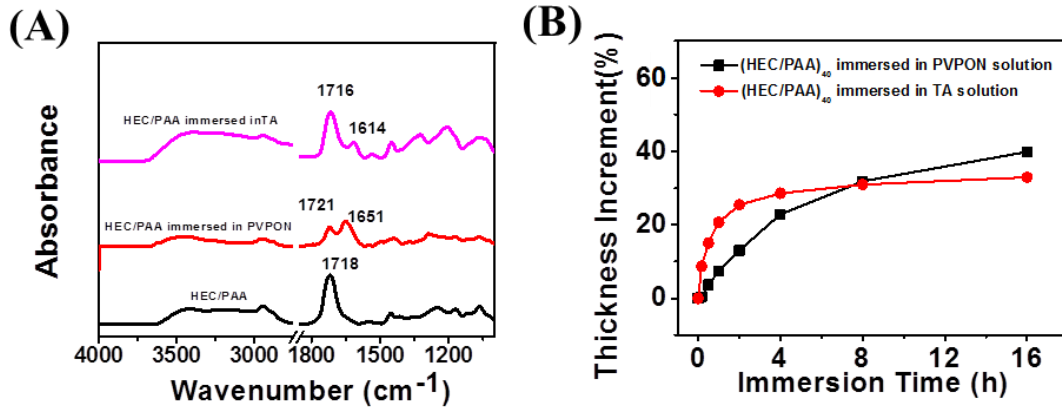 (A)
Absorbance
HEC/PAA immersed inTA
1716
1614
HEC/PAA immersed in PVPON
1721
1651
HEC/PAA
1718
4000 3500 3000 1800 1500 1200
Wavenumber (cm-1)
(B)
Thickness Increment(%)
(HEC/PAA)40 immersed in PVPON solution
(HEC/PAA)40 immersed in TA solution
60
40
20
0
0 4 8 12 16
Immersion Time (h)